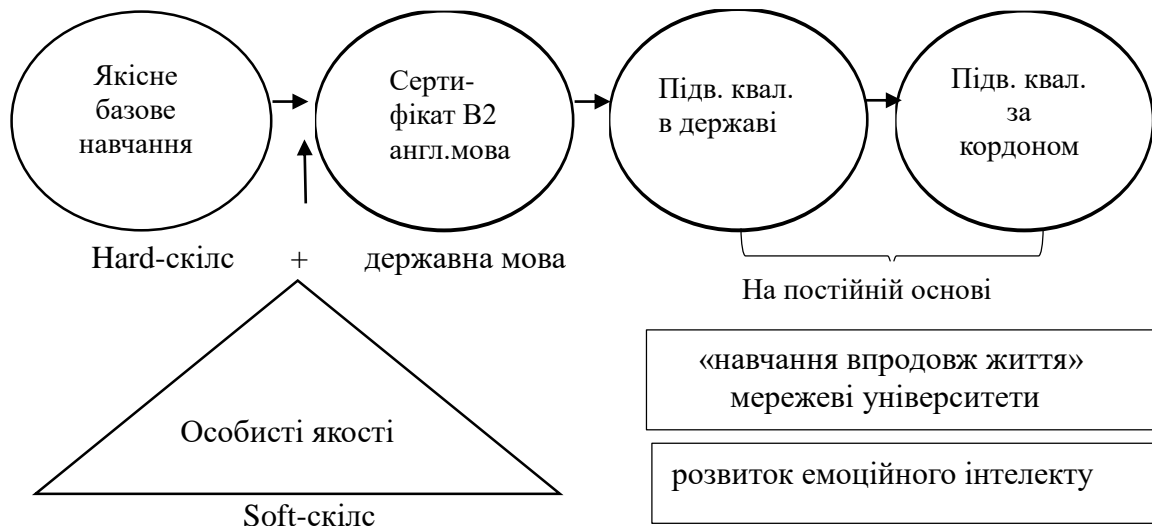 Якісне
базове
навчання
Серти-
фікат В2
англ.мова
Підв. квал.
в державі
Підв. квал.
за
кордоном
Hard-скілс + державна мова
На постійній основі
«навчання впродовж життя»
мережеві університети
Особисті якості
розвиток емоційного інтелекту
Soft-скілс